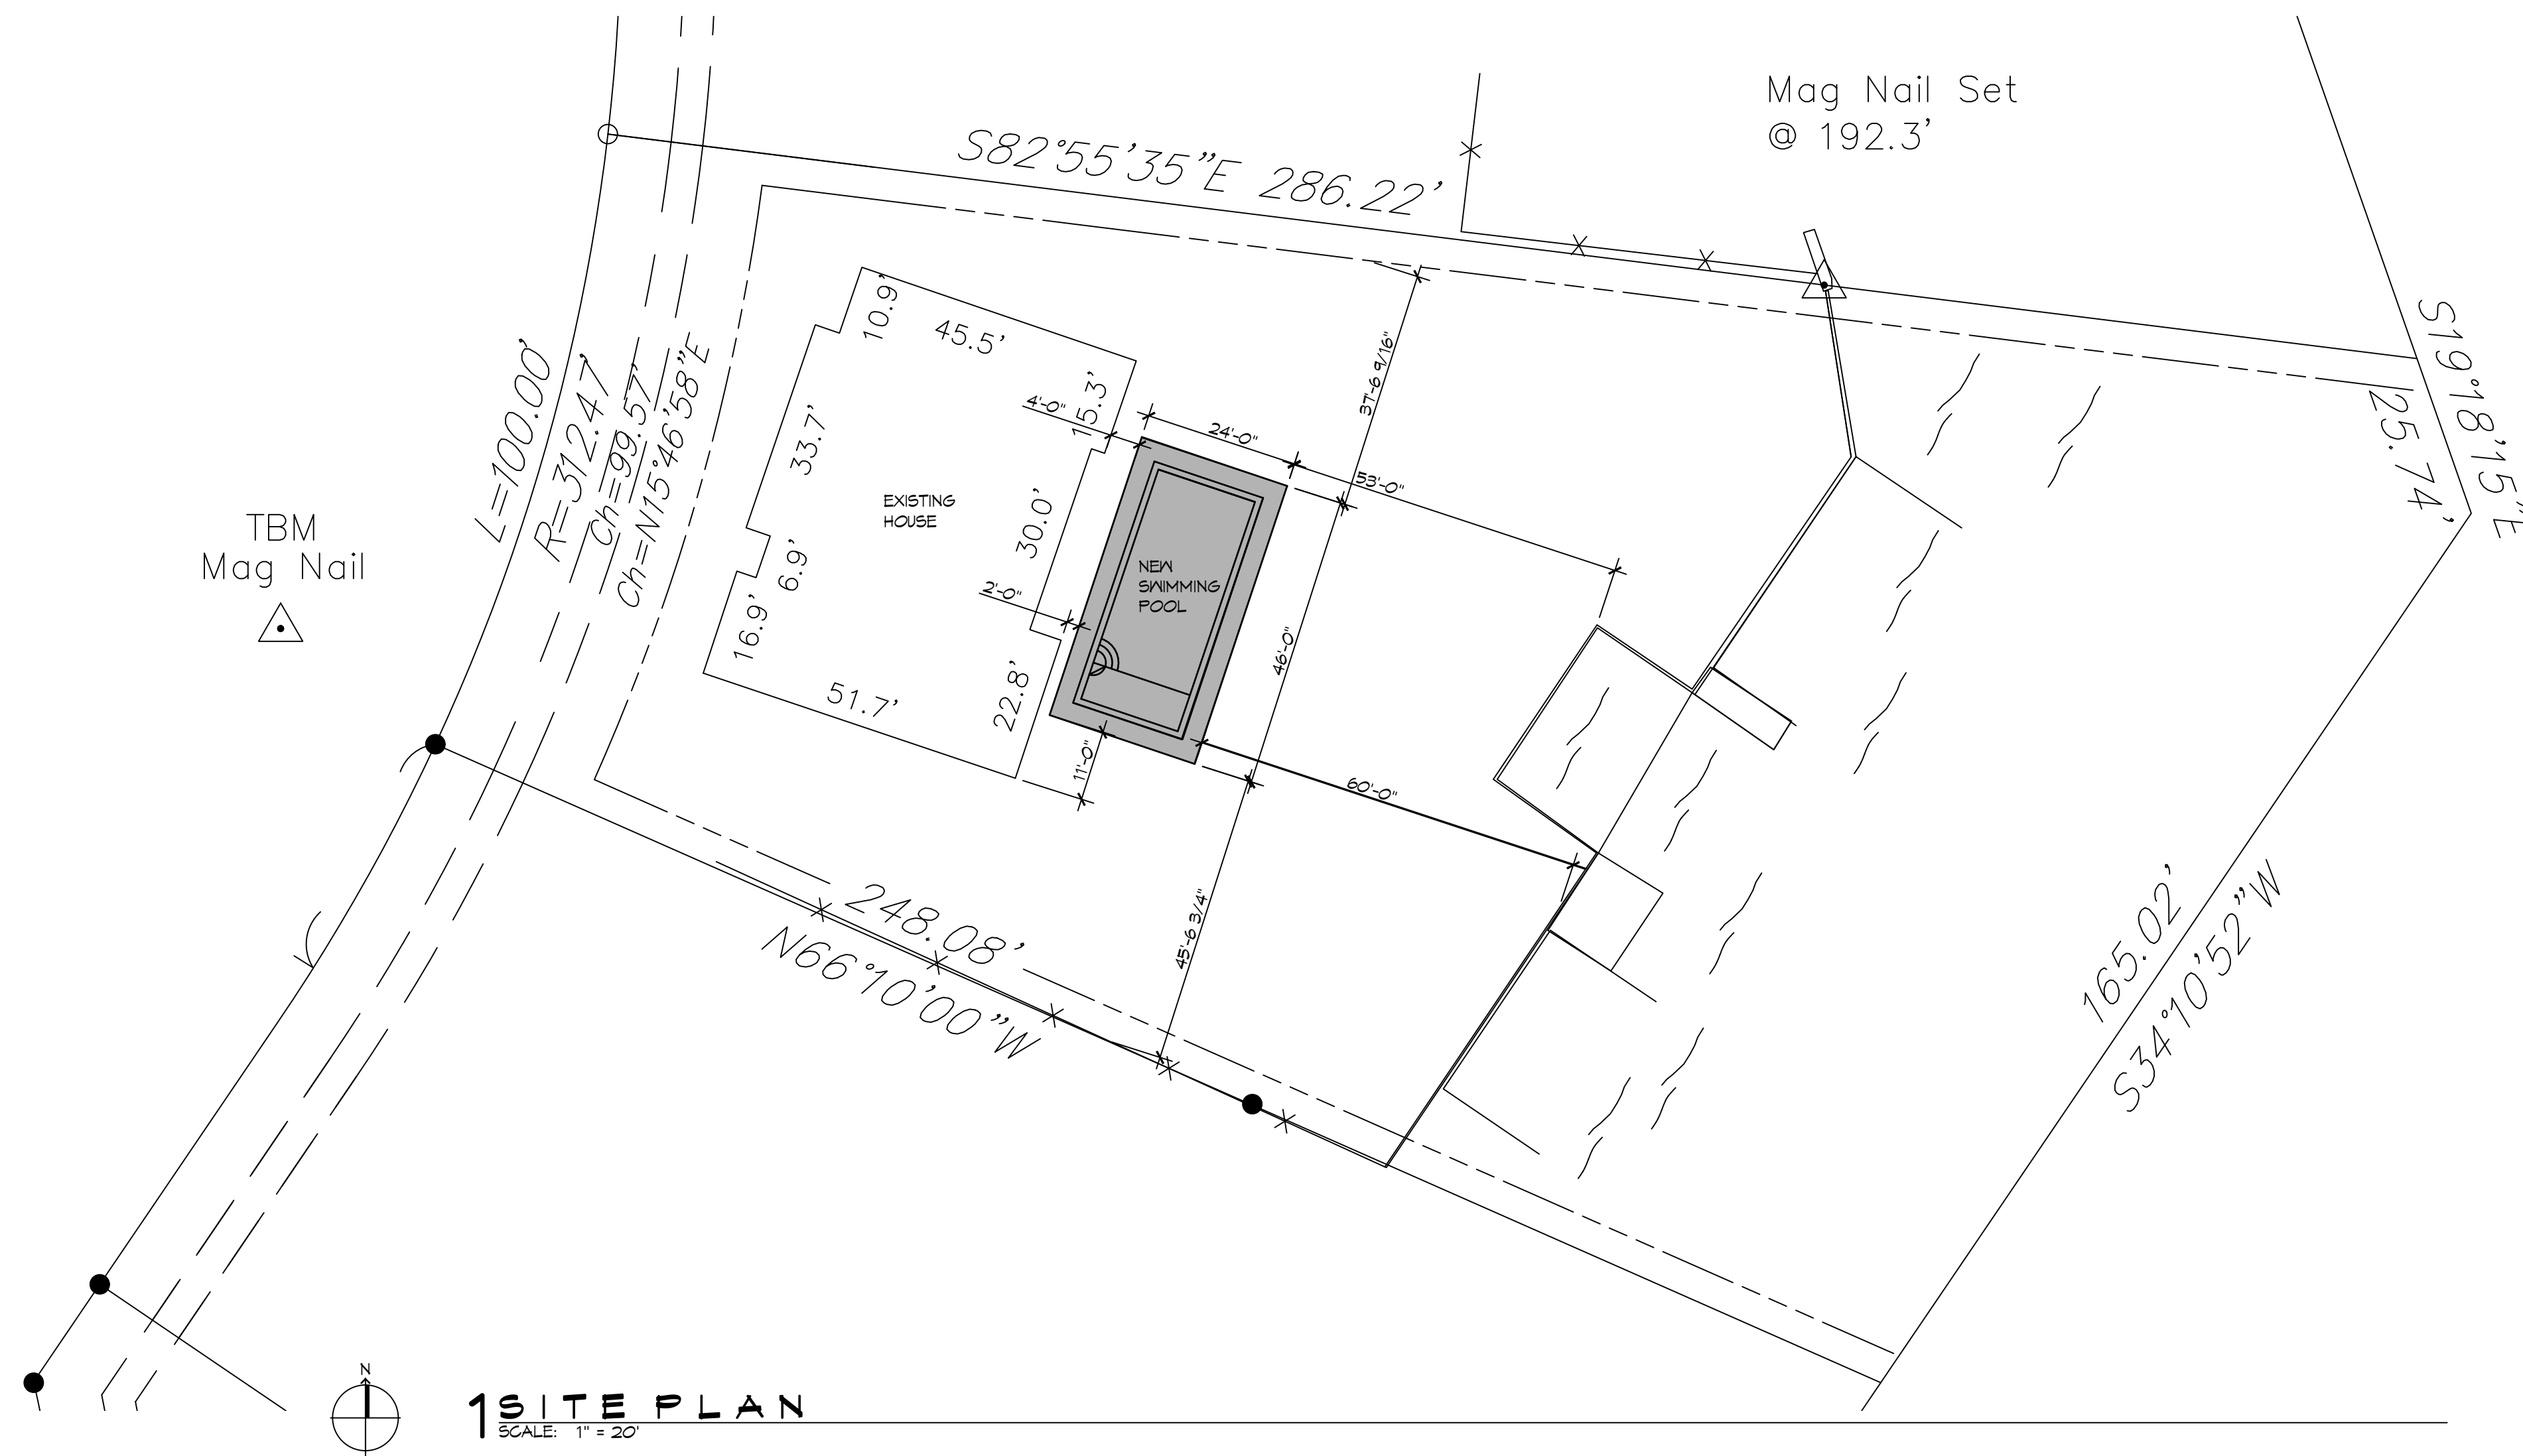 Mag Nail Set
@ 192.3'
S82°55'35"E 286.22'
S19°18'15"E
25.74'
L=100.00'
R=312.47'
Ch=99.57'
Ch=N15°46'58"E
10.9'
45.5'
15.3'
33.7'
4'-0"
24'-0"
37'-6 9/16"
53'-0"
EXISTING
HOUSE
30.0'
6.9'
16.9'
2'-0"
NEW
SWIMMING
POOL
46'-0"
TBM
Mag Nail
51.7'
22.8'
11'-0"
60'-0"
248.08'
N66°10'00"W
45'-6 3/4"
165.02'
S34°10'52"W
N
1 SITE PLAN
SCALE: 1" = 20'